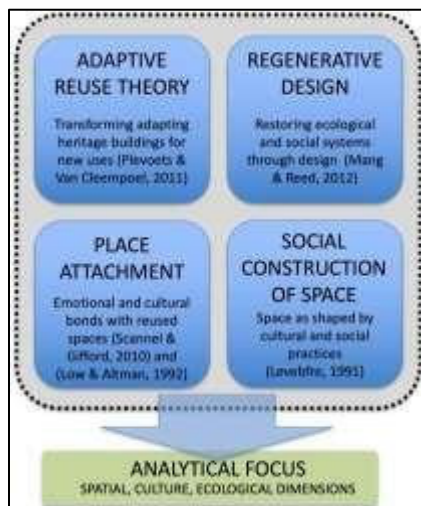 ADAPTIVE
REUSE THEORY
Transforming adapting
heritage buildings for
new uses (Plevoets &
Van Cleempoel, 2011)
REGENERATIVE
DESIGN
Restoring ecological
and social systems
through design (Mang
& Reed, 2012)
PLACE
ATTACHMENT
Emotional and cultural
bonds with reused
spaces (Scannel &
Gifford, 2010) and
(Low & Altman, 1992)
SOCIAL
CONSTRUCTION
OF SPACE
Space as shaped by
cultural and social
practices
(Levebfre, 1991)
ANALYTICAL FOCUS
SPATIAL, CULTURE, ECOLOGICAL DIMENSIONS